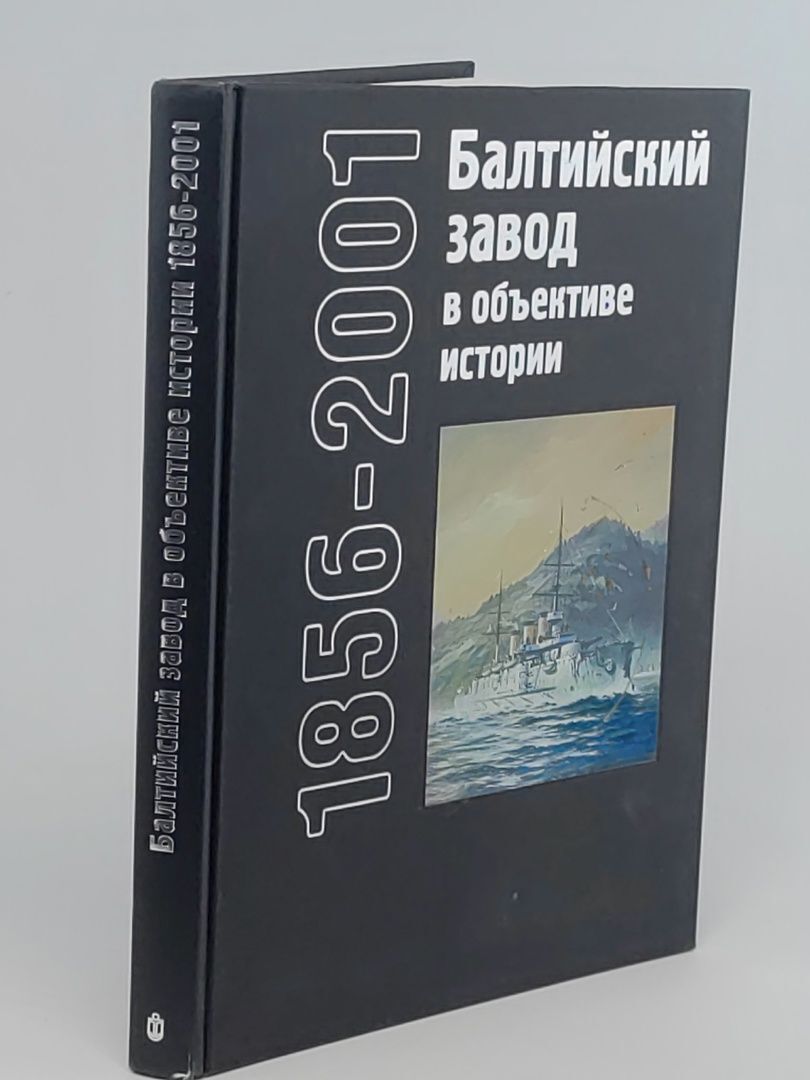 Балтийский завод в объективе истории 1856-2001
1856-2001
Балтийский
завод
в объективе
истории